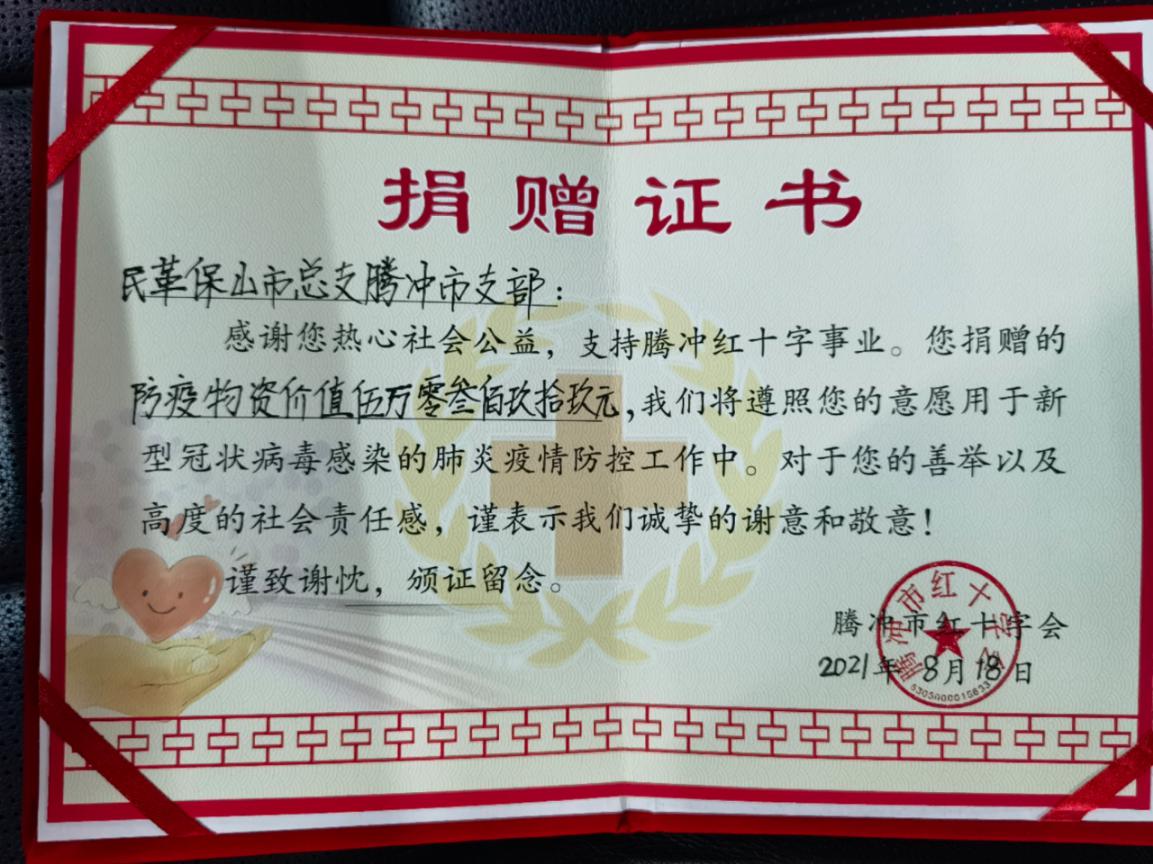 捐赠证书
民革保山市总支腾冲市支部：
感谢您热心社会公益，支持腾冲红十字事业。您捐赠的
防疫物资价值伍万零叁佰玖拾玖元，我们将遵照您的意愿用于新
型冠状病毒感染的肺炎疫情防控工作中。对于您的善举以及
高度的社会责任感，谨表示我们诚挚的谢意和敬意！
谨致谢忱，颁证留念。
腾冲市红十字会
2021年8月18日
腾冲市红十字会